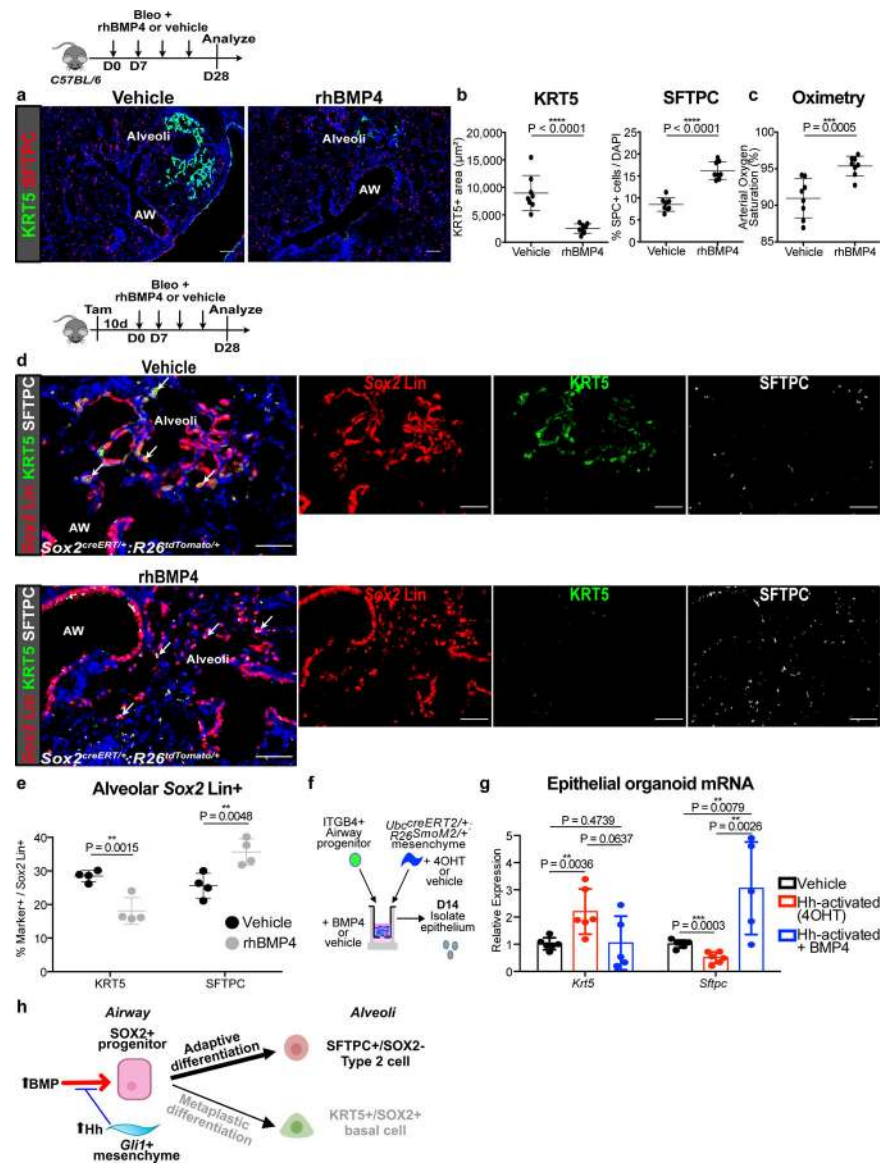 Bleo +
rhBMP4 or vehicle
Analyze
D0 D7
D28
C57BL/6
a Vehicle rhBMP4
KRT5 SFTPC
Alveoli
AW
Alveoli
AW
b KRT5 SFTPC
****
P < 0.0001
****
P < 0.0001
KRT5+ area (µm²)
20,000
15,000
10,000
5,000
0
Vehicle rhBMP4
% SPC+ cells / DAPI
25
20
15
10
5
0
Vehicle rhBMP4
c Oximetry
***
P = 0.0005
Arterial Oxygen
Saturation (%)
100
95
90
85
Vehicle rhBMP4
Bleo +
rhBMP4 or vehicle
Tam Analyze
10d
D0 D7
D28
d Vehicle
Sox2 Lin KRT5 SFTPC
Alveoli
AW
Sox2creERT/+:R26tdTomato/+
Sox2 Lin
KRT5
SFTPC
rhBMP4
Sox2 Lin KRT5 SFTPC
AW
Alveoli
Sox2creERT/+:R26tdTomato/+
Sox2 Lin
KRT5
SFTPC
e Alveolar Sox2 Lin+
**
P = 0.0015
**
P = 0.0048
% Marker+ / Sox2 Lin+
40
30
20
10
0
KRT5 SFTPC
Vehicle
rhBMP4
f
ITGB4+
Airway
progenitor
UbccreERT2/+;
R26SmoM2/+
mesenchyme
+ 4OHT
or vehicle
+ BMP4
or
vehicle
D14
Isolate
epithelium
g Epithelial organoid mRNA
P = 0.4739
P = 0.0637
**
P = 0.0036
**
P = 0.0079
**
P = 0.0026
***
P = 0.0003
Relative Expression
6
5
4
3
2
1
0
Krt5 Sftpc
Vehicle
Hh-activated
(4OHT)
Hh-activated
+ BMP4
h
Airway Alveoli
SOX2+
progenitor
Adaptive
differentiation
SFTPC+/SOX2-
Type 2 cell
⬆BMP
Metaplastic
differentiation
KRT5+/SOX2+
basal cell
⬆Hh
Gli1+
mesenchyme